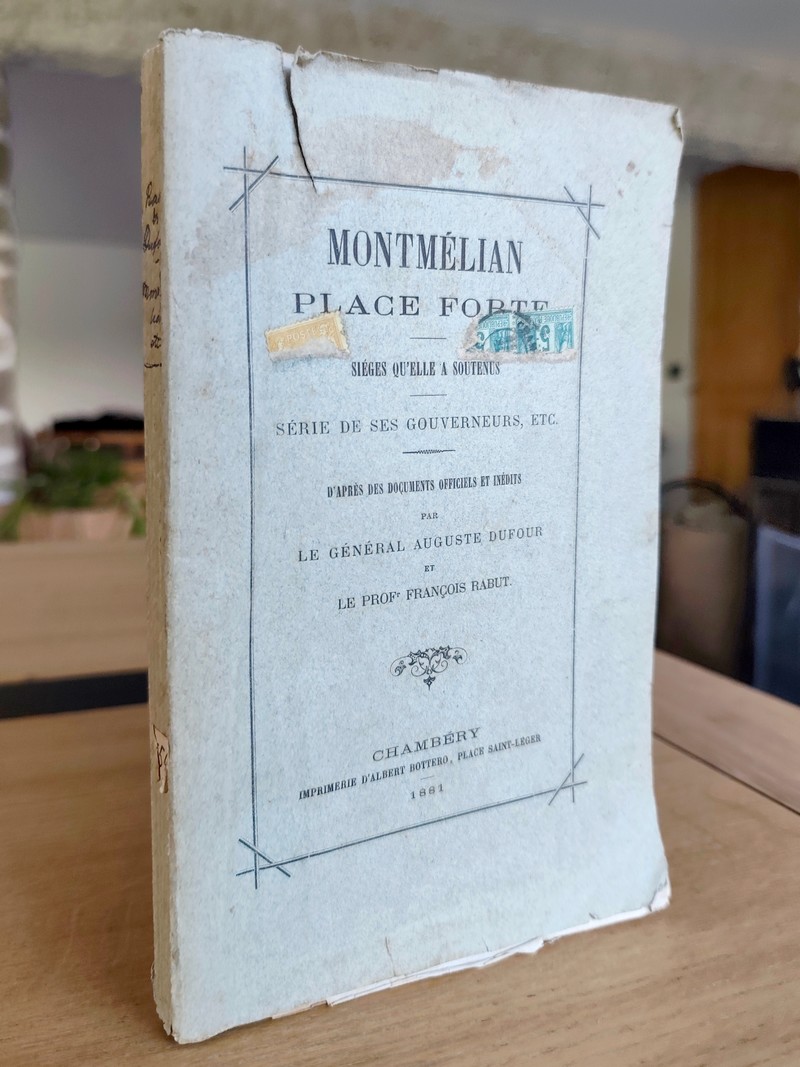 MONTMÉLIAN
PLACE FORTE
5
SIÉGES QU'ELLE A SOUTENUS
SÉRIE DE SES GOUVERNEURS, ETC.
D'APRÈS DES DOCUMENTS OFFICIELS ET INÉDITS
PAR
LE GÉNÉRAL AUGUSTE DUFOUR
ET
LE PROFr FRANÇOIS RABUT.
CHAMBÉRY
IMPRIMERIE D'ALBERT BOTTERO, PLACE SAINT-LÉGER
1881